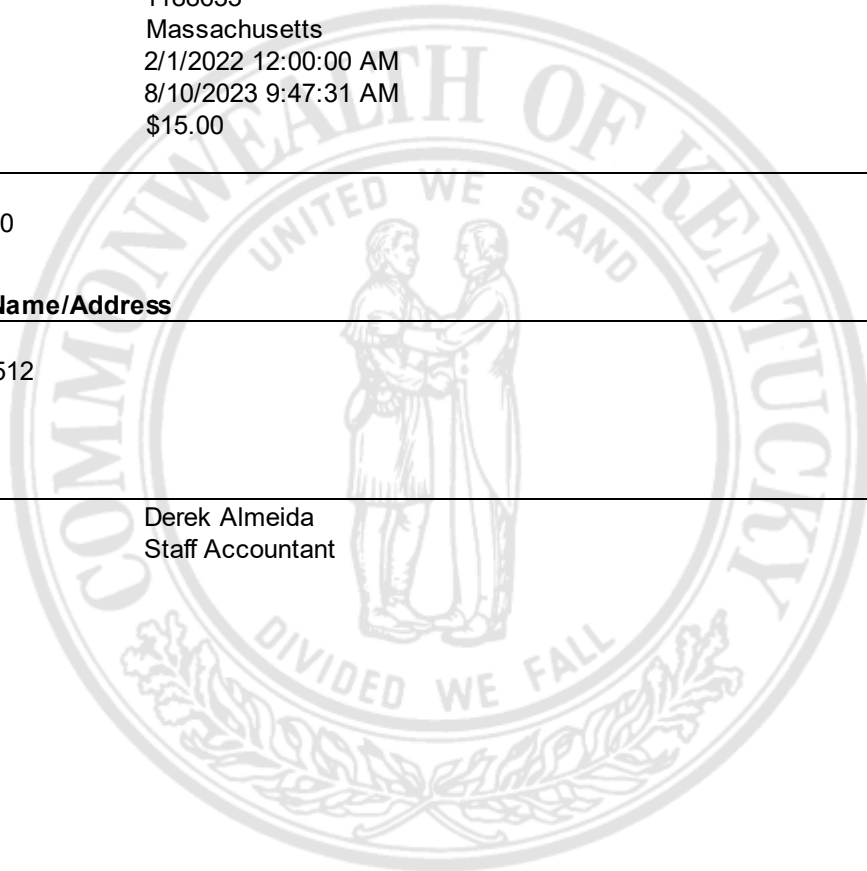 Massachusetts
2/1/2022 12:00:00 AM
8/10/2023 9:47:31 AM
$15.00
COMMONWEALTH OF KENTUCKY
UNITED WE STAND
0
Name/Address
512
Derek Almeida
Staff Accountant
DIVIDED WE FALL